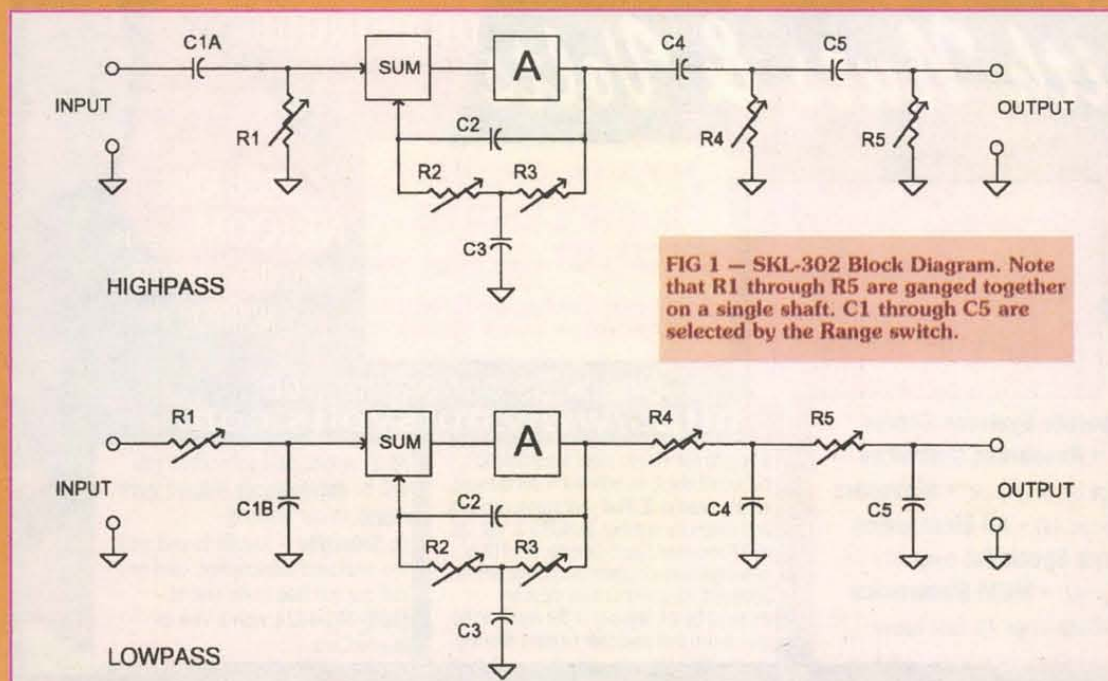 C1A
C4
C5
SUM
A
INPUT
OUTPUT
R1
C2
R4
R5
R2
R3
C3
HIGHPASS
FIG 1 — SKL-302 Block Diagram. Note
that R1 through R5 are ganged together
on a single shaft. C1 through C5 are
selected by the Range switch.
R1
R4
R5
SUM
A
INPUT
OUTPUT
C1B
C2
C4
C5
R2
R3
C3
LOWPASS